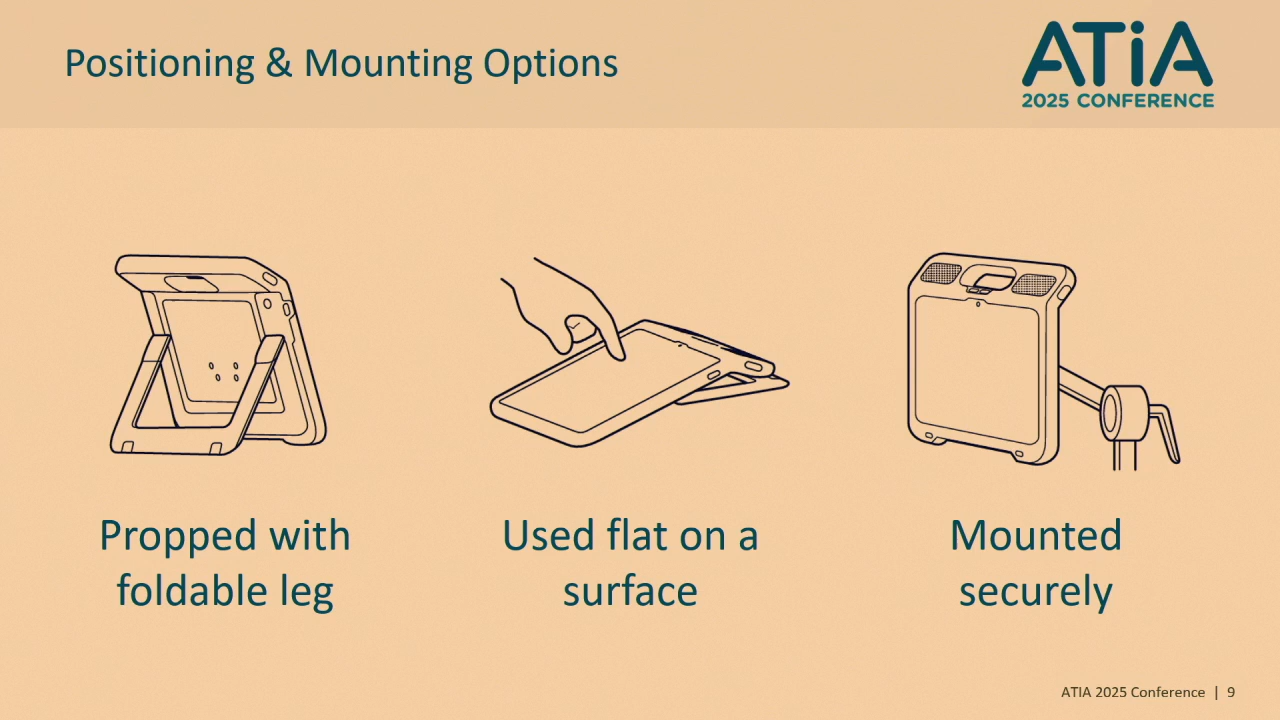 Positioning & Mounting Options
ATiA
2025 CONFERENCE
Propped with
foldable leg
Used flat on a
surface
Mounted
securely
ATIA 2025 Conference | 9